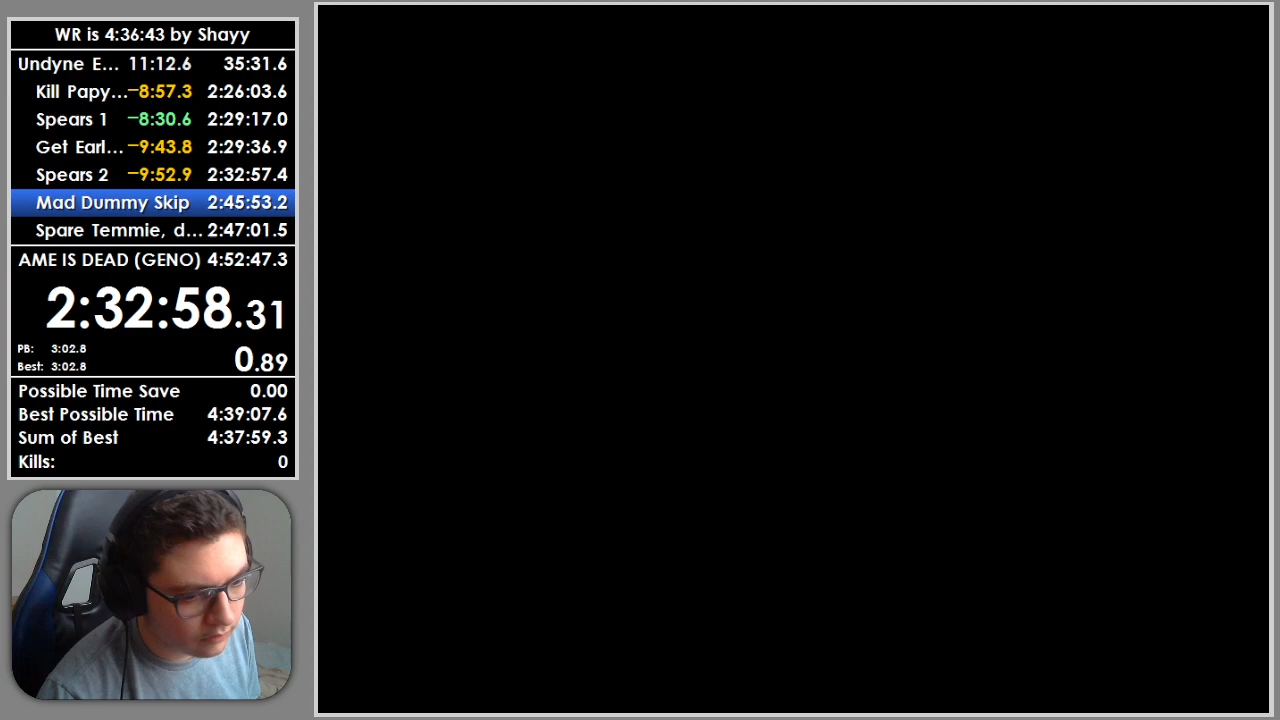 WR is 4:36:43 by Shayy
Undyne E... 11:12.6 35:31.6
Kill Papy... −8:57.3 2:26:03.6
Spears 1 −8:30.6 2:29:17.0
Get Earl... −9:43.8 2:29:36.9
Spears 2 −9:52.9 2:32:57.4
Mad Dummy Skip 2:45:53.2
Spare Temmie, d... 2:47:01.5
AME IS DEAD (GENO) 4:52:47.3
2:32:58.31
PB: 3:02.8
Best: 3:02.8
0.89
Possible Time Save 0.00
Best Possible Time 4:39:07.6
Sum of Best 4:37:59.3
Kills: 0